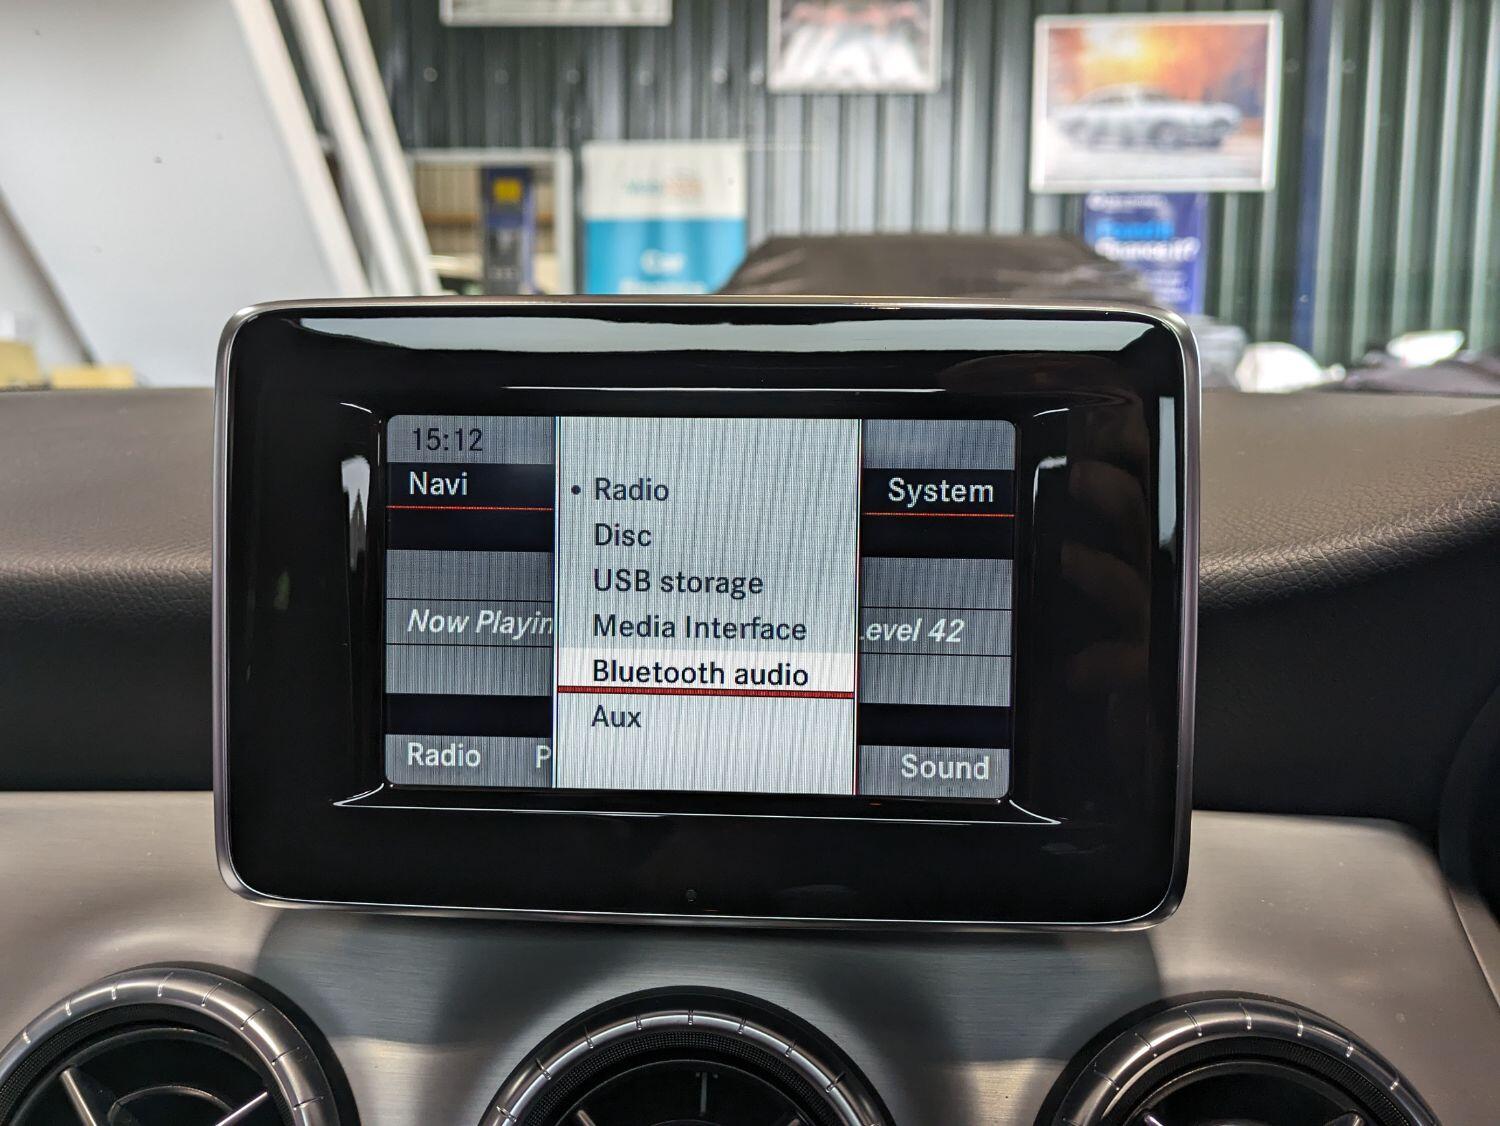 Car
15:12
Navi
System
• Radio
Disc
USB storage
Now Playin
Media Interface
evel 42
Bluetooth audio
Aux
Radio
P
Sound